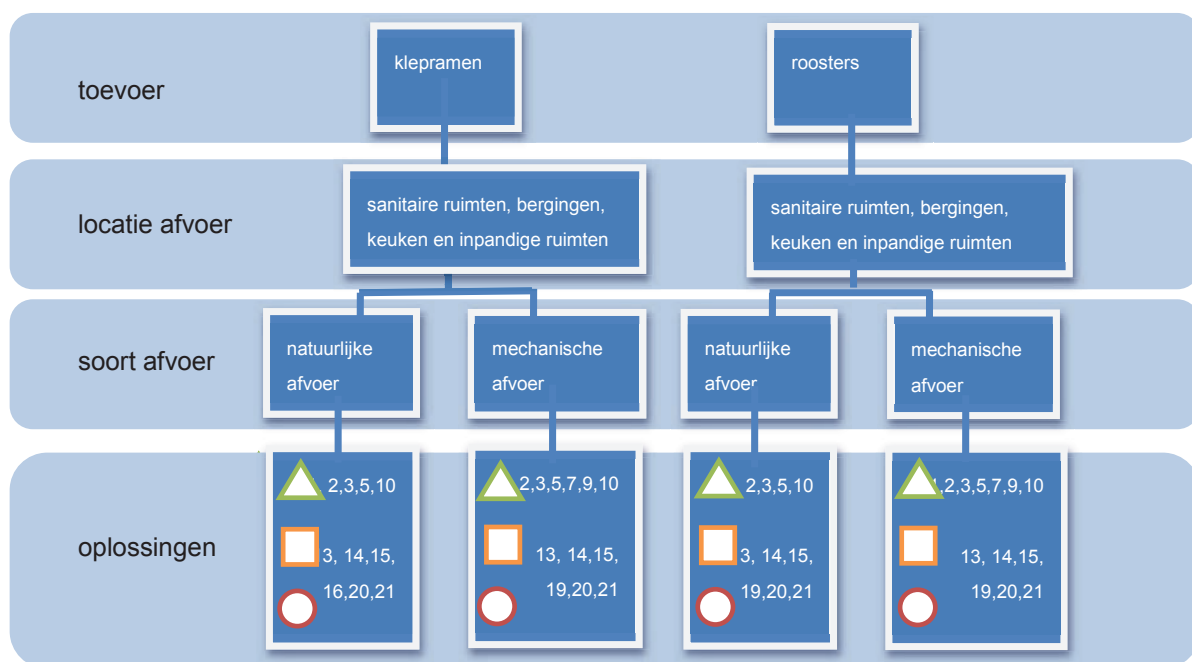 toevoer
klepramen
roosters
locatie afvoer
sanitaire ruimten, bergingen,
keuken en inpandige ruimten
sanitaire ruimten, bergingen,
keuken en inpandige ruimten
soort afvoer
natuurlijke
afvoer
mechanische
afvoer
natuurlijke
afvoer
mechanische
afvoer
oplossingen
2,3,5,10
3, 14,15,
16,20,21
2,3,5,7,9,10
13, 14,15,
19,20,21
2,3,5,10
3, 14,15,
19,20,21
,2,3,5,7,9,10
13, 14,15,
19,20,21